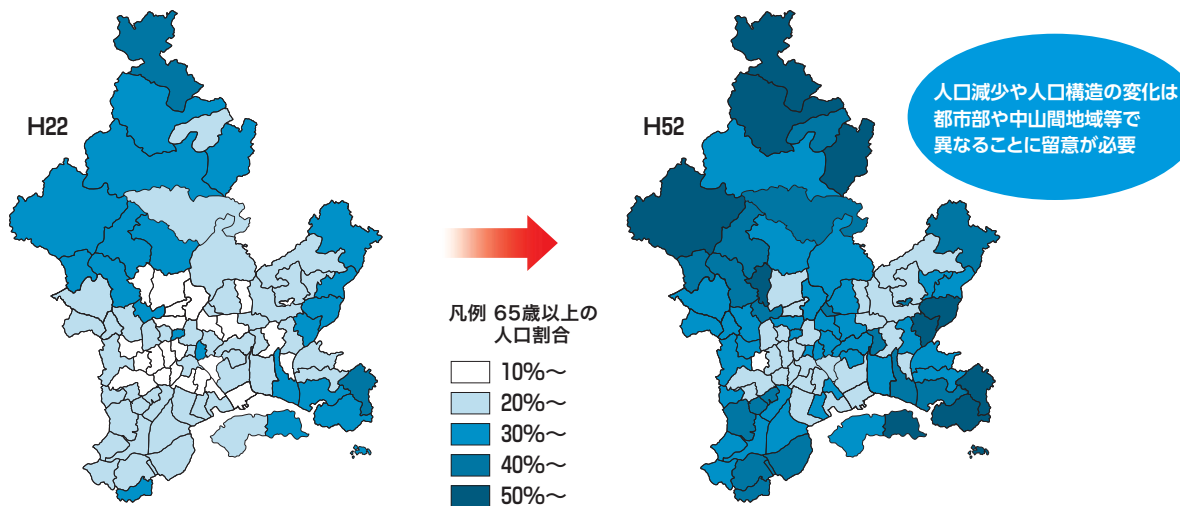 H22
H52
人口減少や人口構造の変化は
都市部や中山間地域等で
異なることに留意が必要
凡例 65歳以上の
人口割合
10%~
20%~
30%~
40%~
50%~